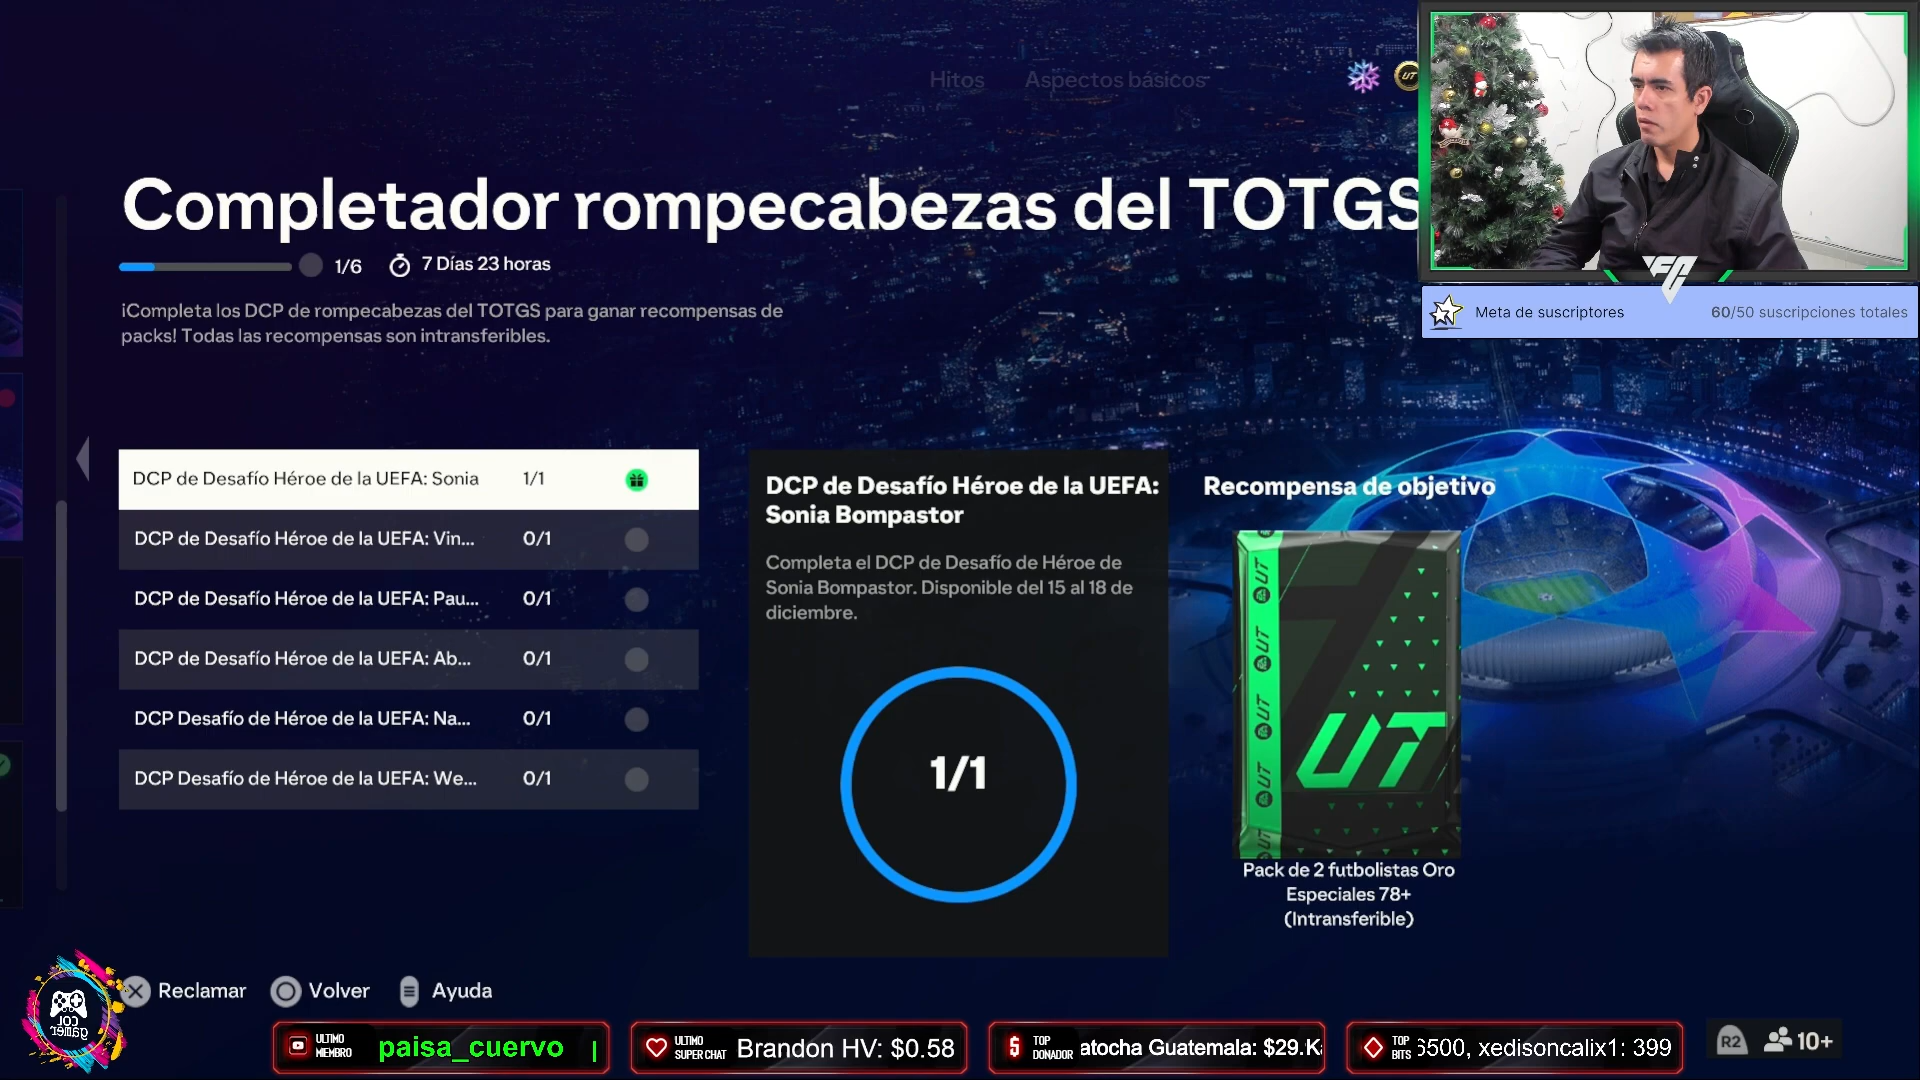 Hitos
Aspectos básicos
Completador rompecabezas del TOTGS
1/6
7 Días 23 horas
¡Completa los DCP de rompecabezas del TOTGS para ganar recompensas de
packs! Todas las recompensas son intransferibles.
Meta de suscriptores
60/50 suscripciones totales
DCP de Desafío Héroe de la UEFA: Sonia 1/1
DCP de Desafío Héroe de la UEFA: Vin... 0/1
DCP de Desafío Héroe de la UEFA: Pau... 0/1
DCP de Desafío Héroe de la UEFA: Ab... 0/1
DCP Desafío de Héroe de la UEFA: Na... 0/1
DCP Desafío de Héroe de la UEFA: We... 0/1
DCP de Desafío Héroe de la UEFA:
Sonia Bompastor
Completa el DCP de Desafío de Héroe de
Sonia Bompastor. Disponible del 15 al 18 de
diciembre.
1/1
Recompensa de objetivo
UT
UT
UT
UT
UT
UT
Pack de 2 futbolistas Oro
Especiales 78+
(Intransferible)
Reclamar
Volver
Ayuda
COL
gamer
ULTIMO
MIEMBRO
paisa_cuervo
ULTIMO
SUPER CHAT
Brandon HV: $0.58
TOP
DONADOR
atocha Guatemala: $29.K
TOP
BITS
6500, xedisoncalix1: 399
R2
10+